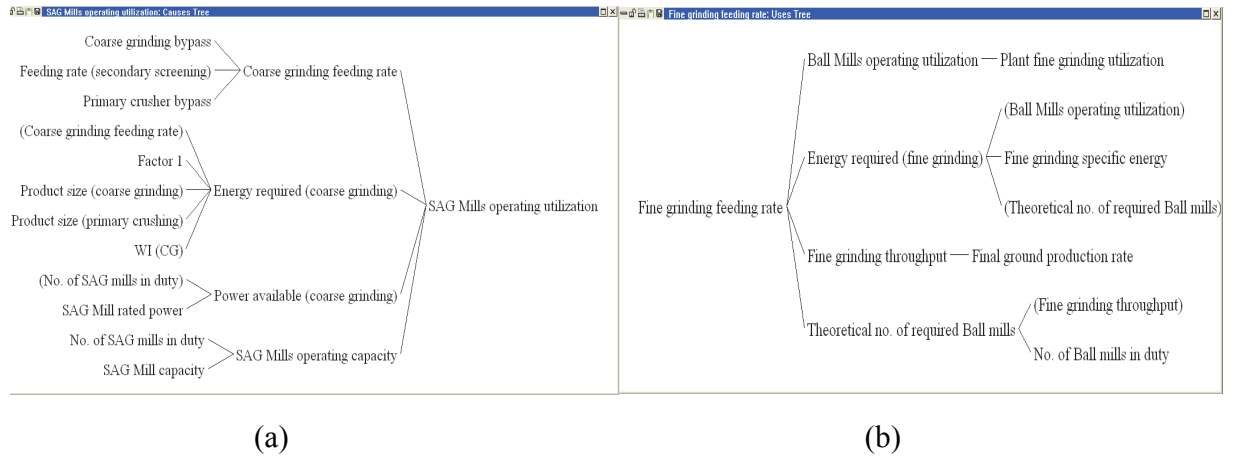 SAG Mills operating utilization: Causes Tree
Coarse grinding bypass
Feeding rate (secondary screening)
Coarse grinding feeding rate
Primary crusher bypass
(Coarse grinding feeding rate)
Factor 1
Product size (coarse grinding)
Energy required (coarse grinding)
Product size (primary crushing)
WI (CG)
SAG Mills operating utilization
(No. of SAG mills in duty)
Power available (coarse grinding)
SAG Mill rated power
No. of SAG mills in duty
SAG Mills operating capacity
SAG Mill capacity
(a)
Fine grinding feeding rate: Uses Tree
Ball Mills operating utilization
Plant fine grinding utilization
(Ball Mills operating utilization)
Energy required (fine grinding)
Fine grinding specific energy
(Theoretical no. of required Ball mills)
Fine grinding feeding rate
Fine grinding throughput
Final ground production rate
(Fine grinding throughput)
Theoretical no. of required Ball mills
No. of Ball mills in duty
(b)